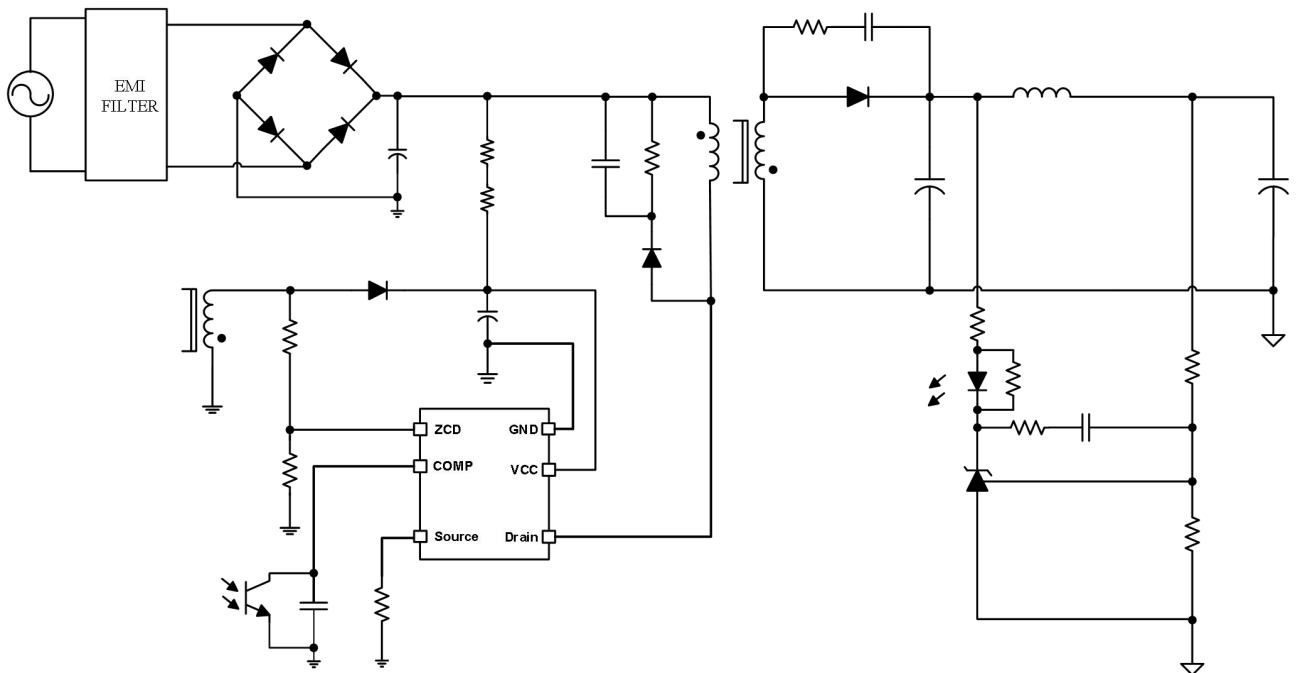 EMI
FILTER
ZCD
GND
COMP
VCC
Source
Drain